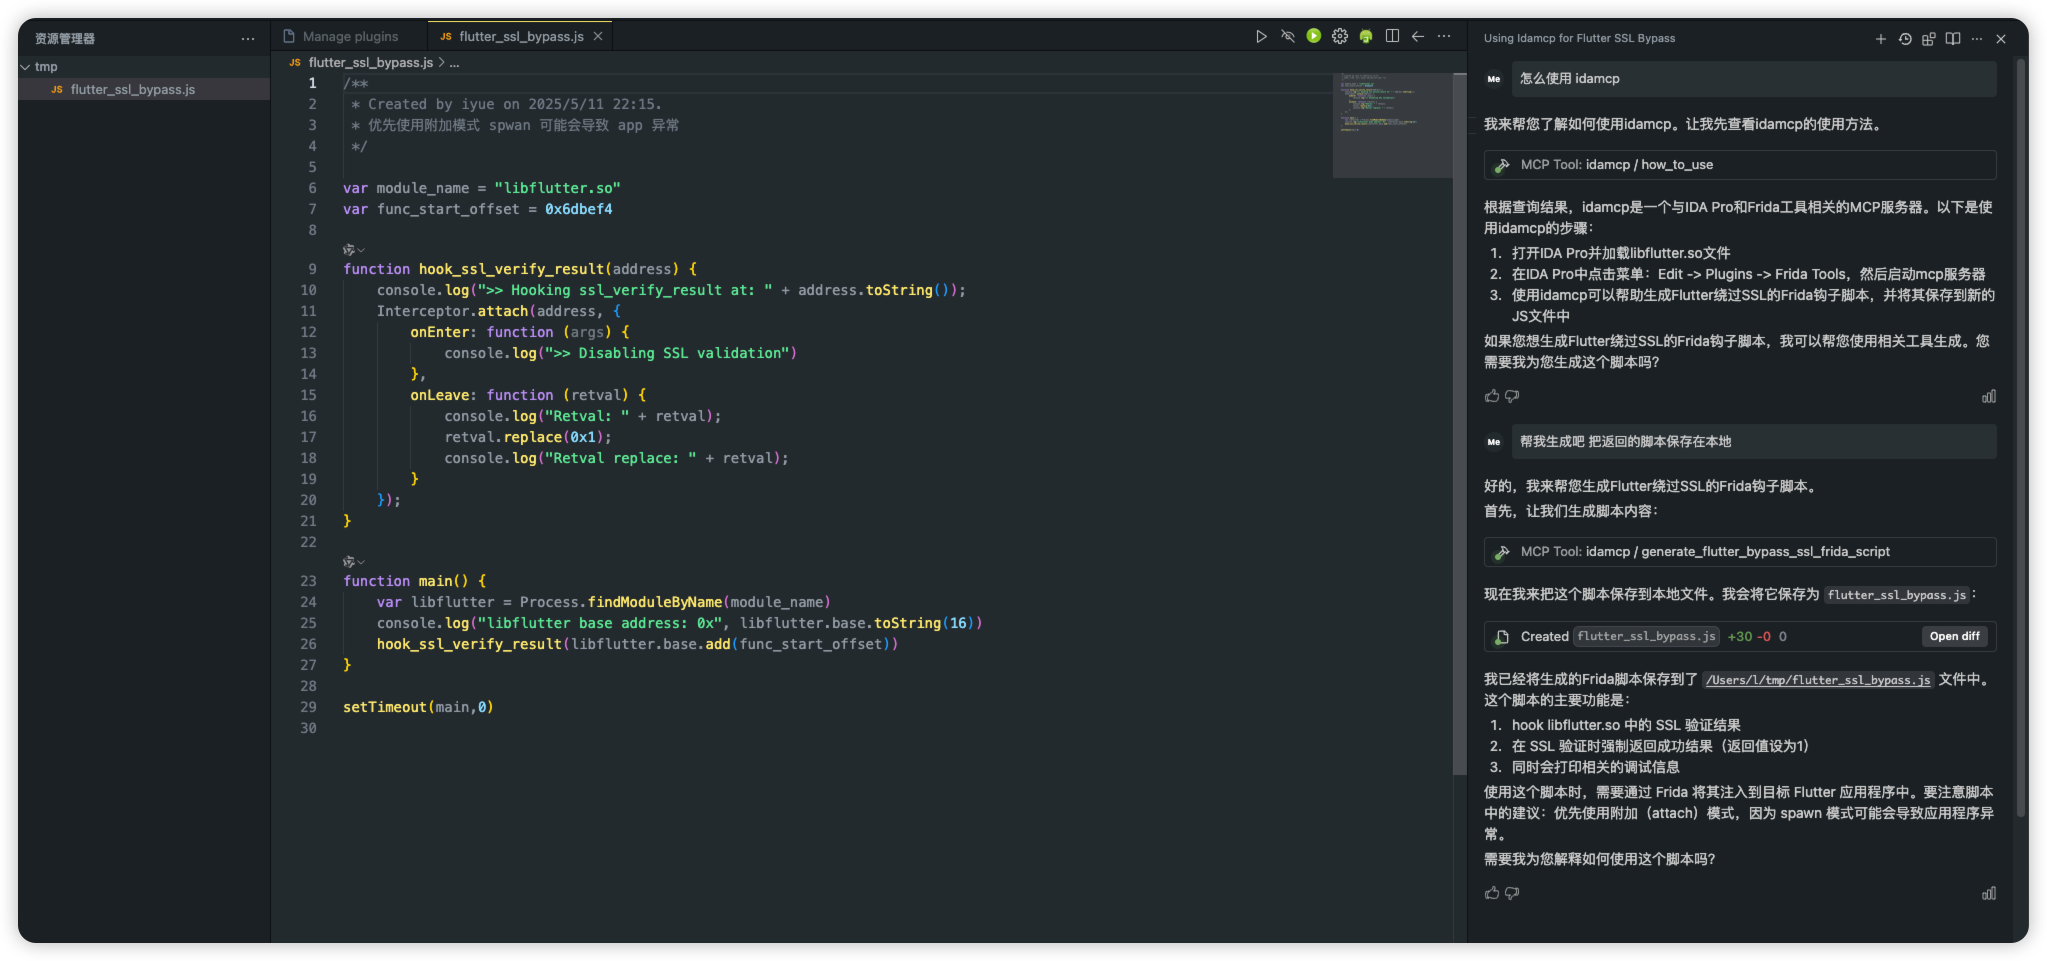 资源管理器
tmp
JS flutter_ssl_bypass.js
Manage plugins
JS flutter_ssl_bypass.js
JS flutter_ssl_bypass.js > ...
1 /**
2 * Created by iyue on 2025/5/11 22:15.
3 * 优先使用附加模式 spwan 可能会导致 app 异常
4 */
5
6 var module_name = "libflutter.so"
7 var func_start_offset = 0x6dbef4
8
9 function hook_ssl_verify_result(address) {
10 console.log(">> Hooking ssl_verify_result at: " + address.toString());
11 Interceptor.attach(address, {
12 onEnter: function (args) {
13 console.log(">> Disabling SSL validation")
14 },
15 onLeave: function (retval) {
16 console.log("Retval: " + retval);
17 retval.replace(0x1);
18 console.log("Retval replace: " + retval);
19 }
20 });
21 }
22
23 function main() {
24 var libflutter = Process.findModuleByName(module_name)
25 console.log("libflutter base address: 0x", libflutter.base.toString(16))
26 hook_ssl_verify_result(libflutter.base.add(func_start_offset))
27 }
28
29 setTimeout(main,0)
30
Using Idamcp for Flutter SSL Bypass
Me 怎么使用 idamcp
我来帮您了解如何使用idamcp。让我先查看idamcp的使用方法。
MCP Tool: idamcp / how_to_use
根据查询结果，idamcp是一个与IDA Pro和Frida工具相关的MCP服务器。以下是使
用idamcp的步骤：
1. 打开IDA Pro并加载libflutter.so文件
2. 在IDA Pro中点击菜单：Edit -> Plugins -> Frida Tools，然后启动mcp服务器
3. 使用idamcp可以帮助生成Flutter绕过SSL的Frida钩子脚本，并将其保存到新的
JS文件中
如果您想生成Flutter绕过SSL的Frida钩子脚本，我可以帮您使用相关工具生成。您
需要我为您生成这个脚本吗？
Me 帮我生成吧 把返回的脚本保存在本地
好的，我来帮您生成Flutter绕过SSL的Frida钩子脚本。
首先，让我们生成脚本内容：
MCP Tool: idamcp / generate_flutter_bypass_ssl_frida_script
现在我来把这个脚本保存到本地文件。我会将它保存为 flutter_ssl_bypass.js：
Created flutter_ssl_bypass.js +30 -0 0 Open diff
我已经将生成的Frida脚本保存到了 /Users/l/tmp/flutter_ssl_bypass.js 文件中。
这个脚本的主要功能是：
1. hook libflutter.so 中的 SSL 验证结果
2. 在 SSL 验证时强制返回成功结果（返回值设为1）
3. 同时会打印相关的调试信息
使用这个脚本时，需要通过 Frida 将其注入到目标 Flutter 应用程序中。要注意脚本
中的建议：优先使用附加（attach）模式，因为 spawn 模式可能会导致应用程序异
常。
需要我为您解释如何使用这个脚本吗？